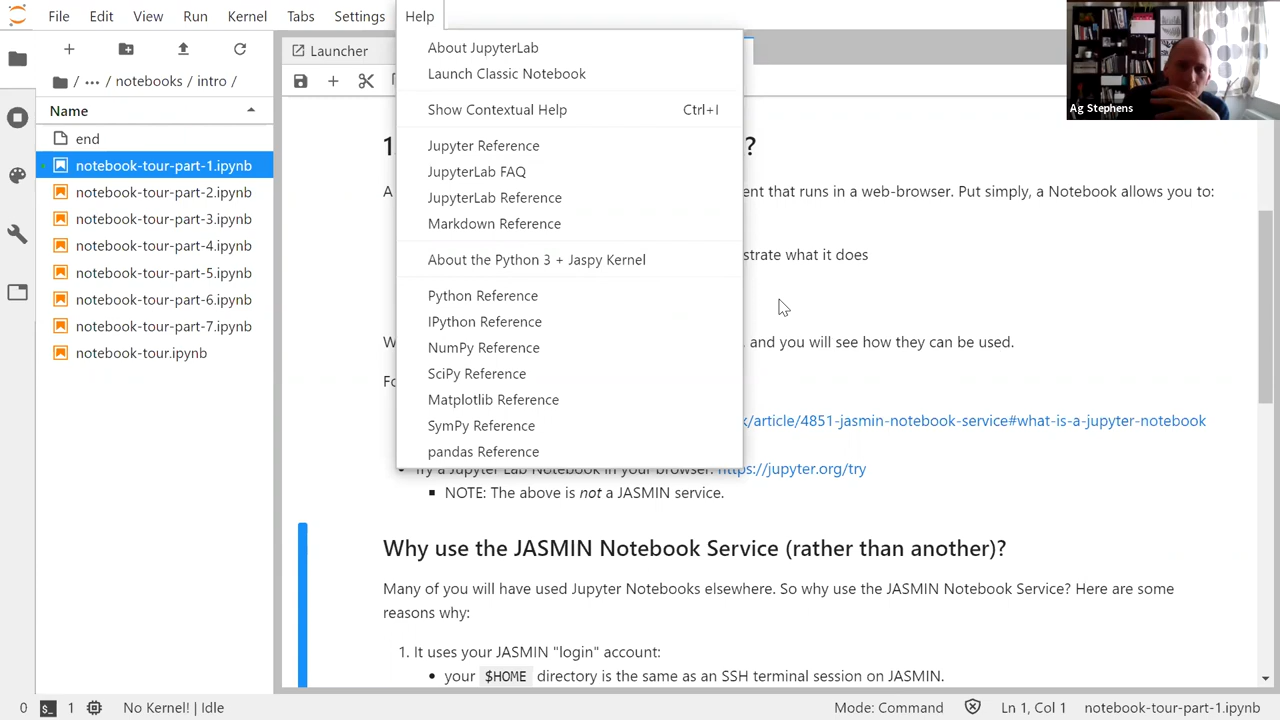 File Edit View Run Kernel Tabs Settings Help
Launcher
/ ··· / notebooks / intro /
Name
end
notebook-tour-part-1.ipynb
notebook-tour-part-2.ipynb
notebook-tour-part-3.ipynb
notebook-tour-part-4.ipynb
notebook-tour-part-5.ipynb
notebook-tour-part-6.ipynb
notebook-tour-part-7.ipynb
notebook-tour.ipynb
About JupyterLab
Launch Classic Notebook
Show Contextual Help Ctrl+I
Jupyter Reference
JupyterLab FAQ
JupyterLab Reference
Markdown Reference
About the Python 3 + Jaspy Kernel
Python Reference
IPython Reference
NumPy Reference
SciPy Reference
Matplotlib Reference
SymPy Reference
pandas Reference
Ag Stephens
?
A that runs in a web-browser. Put simply, a Notebook allows you to:
what it does
, and you will see how they can be used.
/article/4851-jasmin-notebook-service#what-is-a-jupyter-notebook
Try a Jupyter Lab Notebook in your browser: https://jupyter.org/try
NOTE: The above is not a JASMIN service.
Why use the JASMIN Notebook Service (rather than another)?
Many of you will have used Jupyter Notebooks elsewhere. So why use the JASMIN Notebook Service? Here are some
reasons why:
1. It uses your JASMIN "login" account:
your $HOME directory is the same as an SSH terminal session on JASMIN.
0 1 No Kernel! | Idle Mode: Command Ln 1, Col 1 notebook-tour-part-1.ipynb